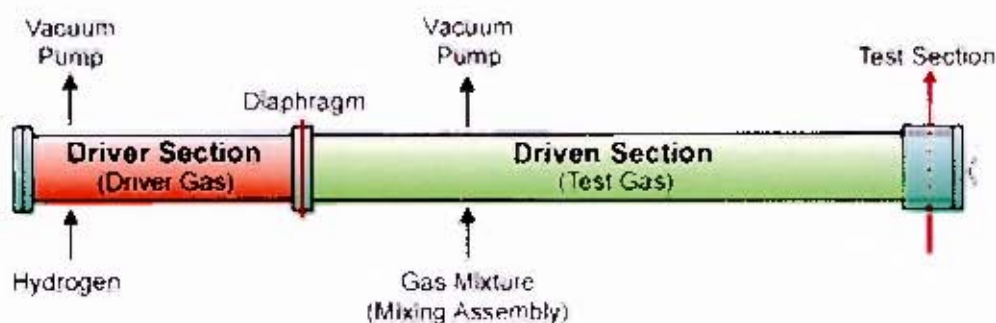 Vacuum
Pump
Vacuum
Pump
Test Section
Diaphragm
Driver Section
(Driver Gas)
Driven Section
(Test Gas)
Hydrogen
Gas Mixture
(Mixing Assembly)